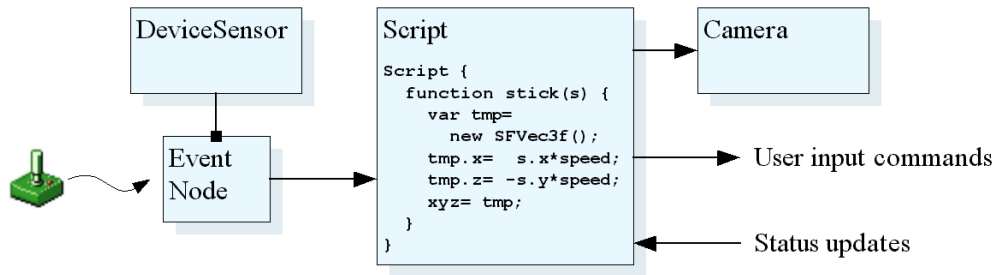 DeviceSensor
Event
Node
Script
Script {
  function stick(s) {
    var tmp=
      new SFVec3f();
    tmp.x=  s.x*speed;
    tmp.z= -s.y*speed;
    xyz= tmp;
  }
}
Camera
User input commands
Status updates